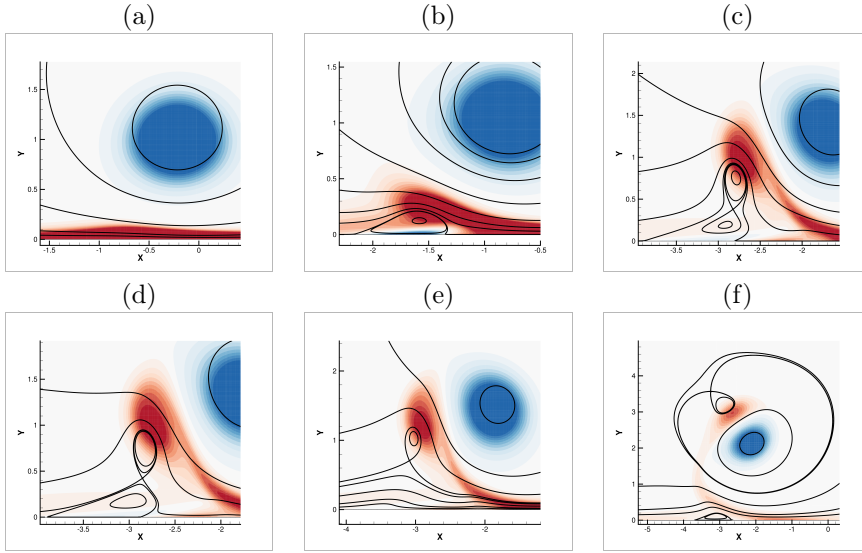 (a) (b) (c)
1.5 1 0.5 0 Y
-1.5 -1 -0.5 0
X
1.5 1 0.5 0 Y
-2 -1.5 -1 -0.5
X
2 1.5 1 0.5 0 Y
-3.5 -3 -2.5 -2
X
(d) (e) (f)
1.5 1 0.5 0 Y
-3.5 -3 -2.5 -2
X
2 1 0 Y
-4 -3 -2
X
4 3 2 1 0 Y
-5 -4 -3 -2 -1 0
X